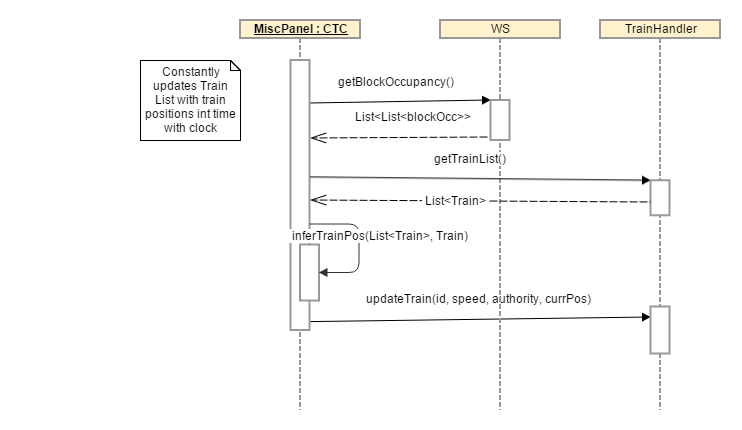 MiscPanel : CTC
WS
TrainHandler
Constantly
updates Train
List with train
positions int time
with clock
getBlockOccupancy()
List<List<blockOcc>>
getTrainList()
List<Train>
inferTrainPos(List<Train>, Train)
updateTrain(id, speed, authority, currPos)